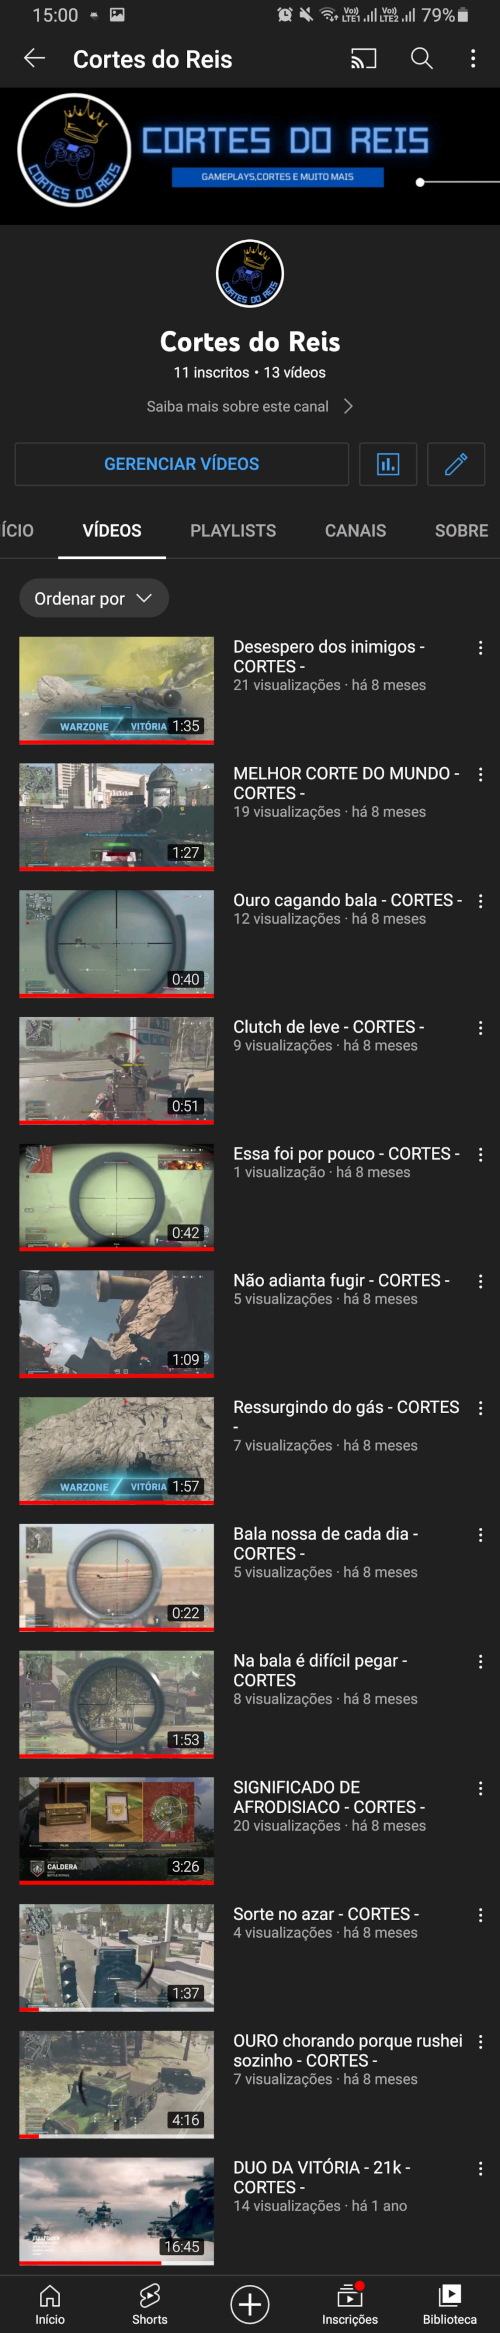 15:00 79%
Cortes do Reis
CORTES DO REIS
CORTES DO REIS
GAMEPLAYS,CORTES E MUITO MAIS
CORTES DO REIS
Cortes do Reis
11 inscritos • 13 vídeos
Saiba mais sobre este canal
GERENCIAR VÍDEOS
ÍCIO VÍDEOS PLAYLISTS CANAIS SOBRE
Ordenar por
Desespero dos inimigos -
CORTES -
21 visualizações · há 8 meses
WARZONE VITÓRIA 1:35
MELHOR CORTE DO MUNDO -
CORTES -
19 visualizações · há 8 meses
1:27
Ouro cagando bala - CORTES -
12 visualizações · há 8 meses
0:40
Clutch de leve - CORTES -
9 visualizações · há 8 meses
0:51
Essa foi por pouco - CORTES -
1 visualização · há 8 meses
0:42
Não adianta fugir - CORTES -
5 visualizações · há 8 meses
1:09
Ressurgindo do gás - CORTES
-
7 visualizações · há 8 meses
WARZONE VITÓRIA 1:57
Bala nossa de cada dia -
CORTES -
5 visualizações · há 8 meses
0:22
Na bala é difícil pegar -
CORTES
8 visualizações · há 8 meses
1:53
SIGNIFICADO DE
AFRODISIACO - CORTES -
20 visualizações · há 8 meses
CALDERA
3:26
Sorte no azar - CORTES -
4 visualizações · há 8 meses
1:37
OURO chorando porque rushei
sozinho - CORTES -
7 visualizações · há 8 meses
4:16
DUO DA VITÓRIA - 21k -
CORTES -
14 visualizações · há 1 ano
16:45
Início Shorts Inscrições Biblioteca